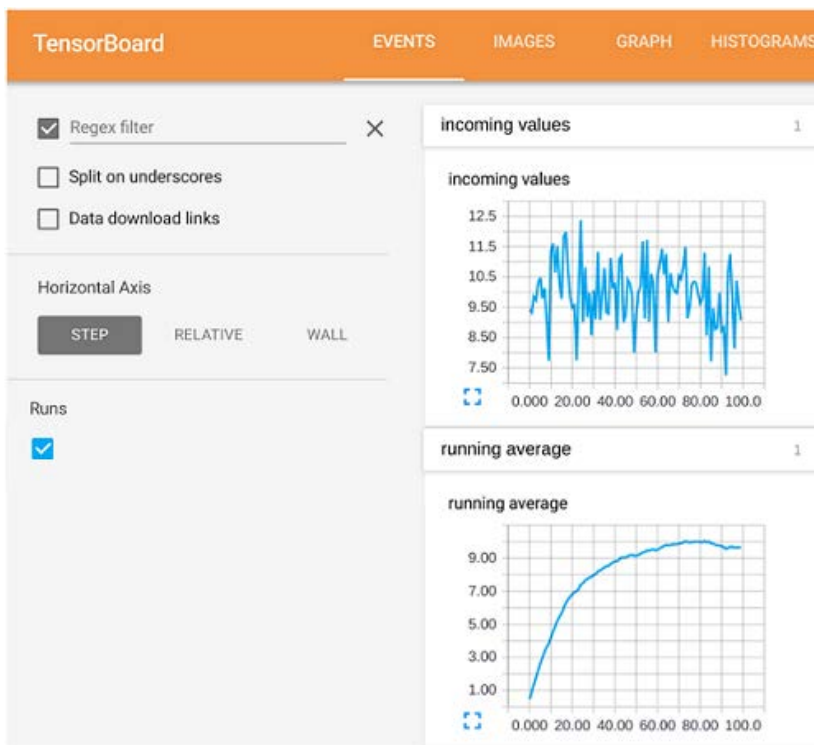 TensorBoard EVENTS IMAGES GRAPH HISTOGRAMS
Regex filter
Split on underscores
Data download links
Horizontal Axis
STEP RELATIVE WALL
Runs
incoming values 1
incoming values
12.5
11.5
10.5
9.50
8.50
7.50
0.000 20.00 40.00 60.00 80.00 100.0
running average 1
running average
9.00
7.00
5.00
3.00
1.00
0.000 20.00 40.00 60.00 80.00 100.0